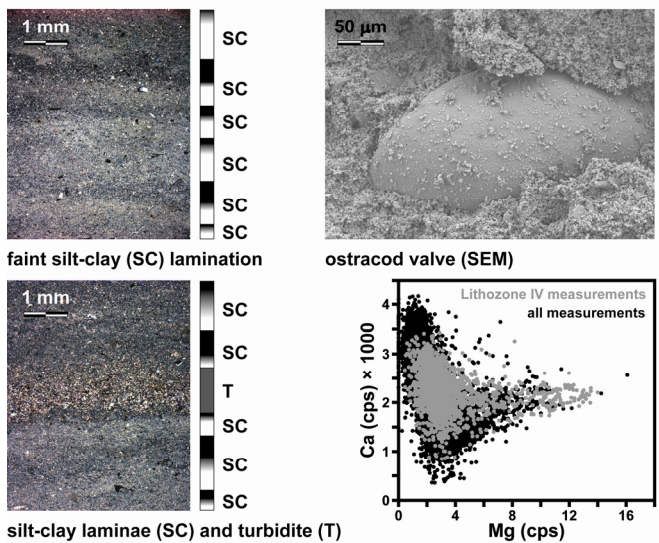 1 mm
SC
SC
SC
SC
SC
SC
faint silt-clay (SC) lamination
50 µm
ostracod valve (SEM)
1 mm
SC
SC
T
SC
SC
SC
silt-clay laminae (SC) and turbidite (T)
Lithozone IV measurements
all measurements
Ca (cps) × 1000
4
3
2
1
0
0
4
8
12
16
Mg (cps)